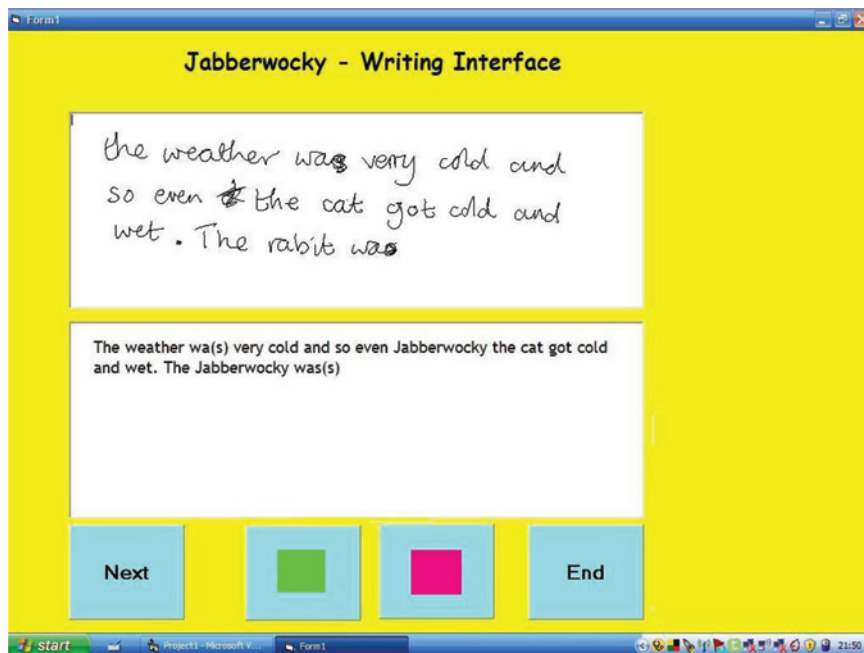 Form1
Jabberwocky - Writing Interface
the weather was very cold and
so even the cat got cold and
wet. The rabit was
The weather wa(s) very cold and so even Jabberwocky the cat got cold
and wet. The Jabberwocky was(s)
Next
End
start
Project1 - Microsoft V...
Form1
21:50